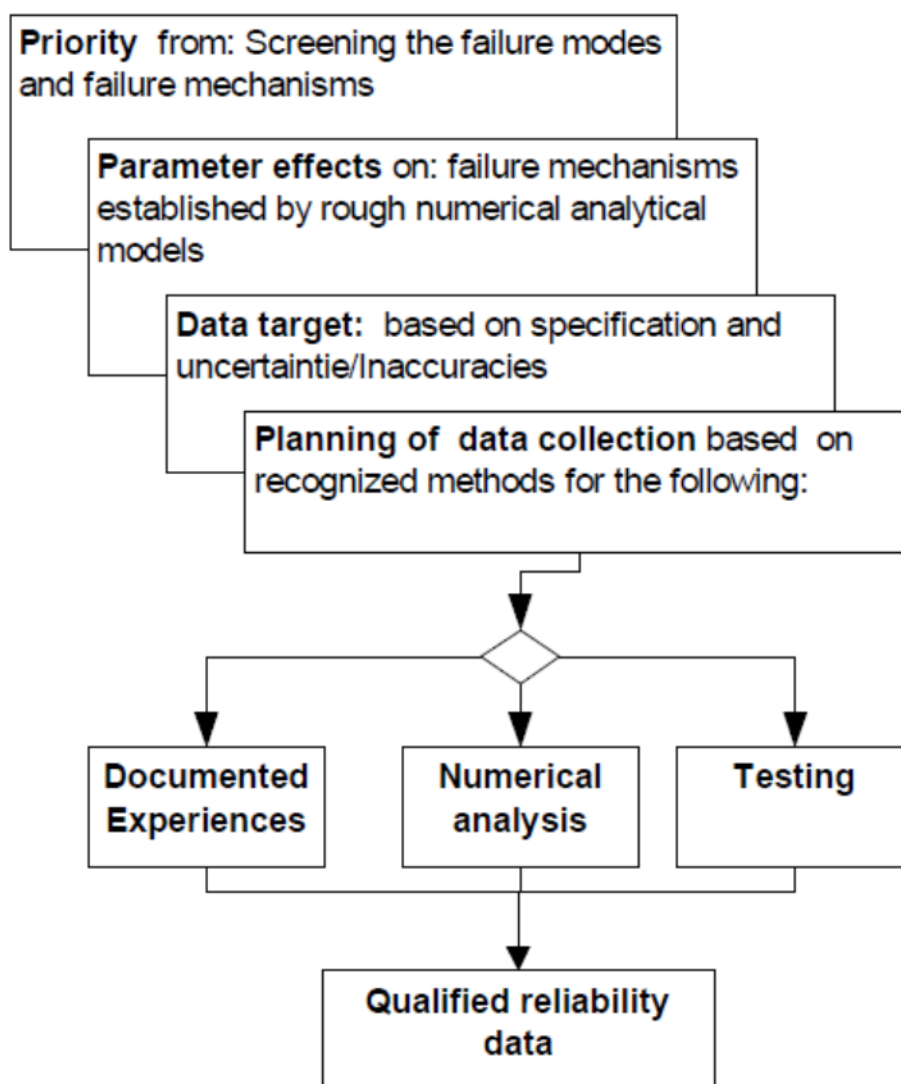 Priority from: Screening the failure modes
and failure mechanisms
Parameter effects on: failure mechanisms
established by rough numerical analytical
models
Data target: based on specification and
uncertaintie/Inaccuracies
Planning of data collection based on
recognized methods for the following:
Documented
Experiences
Numerical
analysis
Testing
Qualified reliability
data